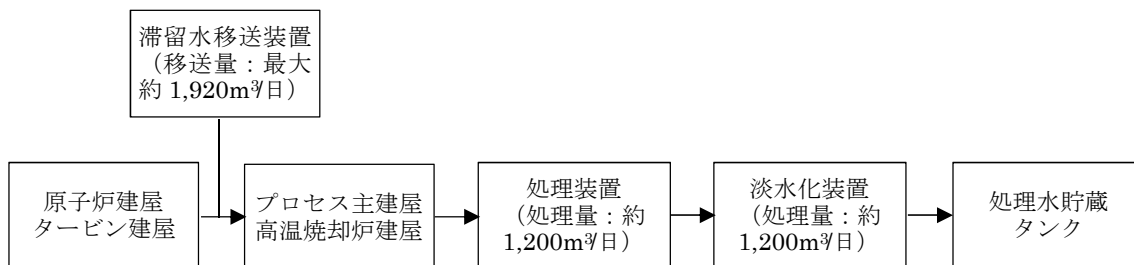 滞留水移送装置
（移送量：最大
約 1,920m³/日）
原子炉建屋
タービン建屋
プロセス主建屋
高温焼却炉建屋
処理装置
（処理量：約
1,200m³/日）
淡水化装置
（処理量：約
1,200m³/日）
処理水貯蔵
タンク